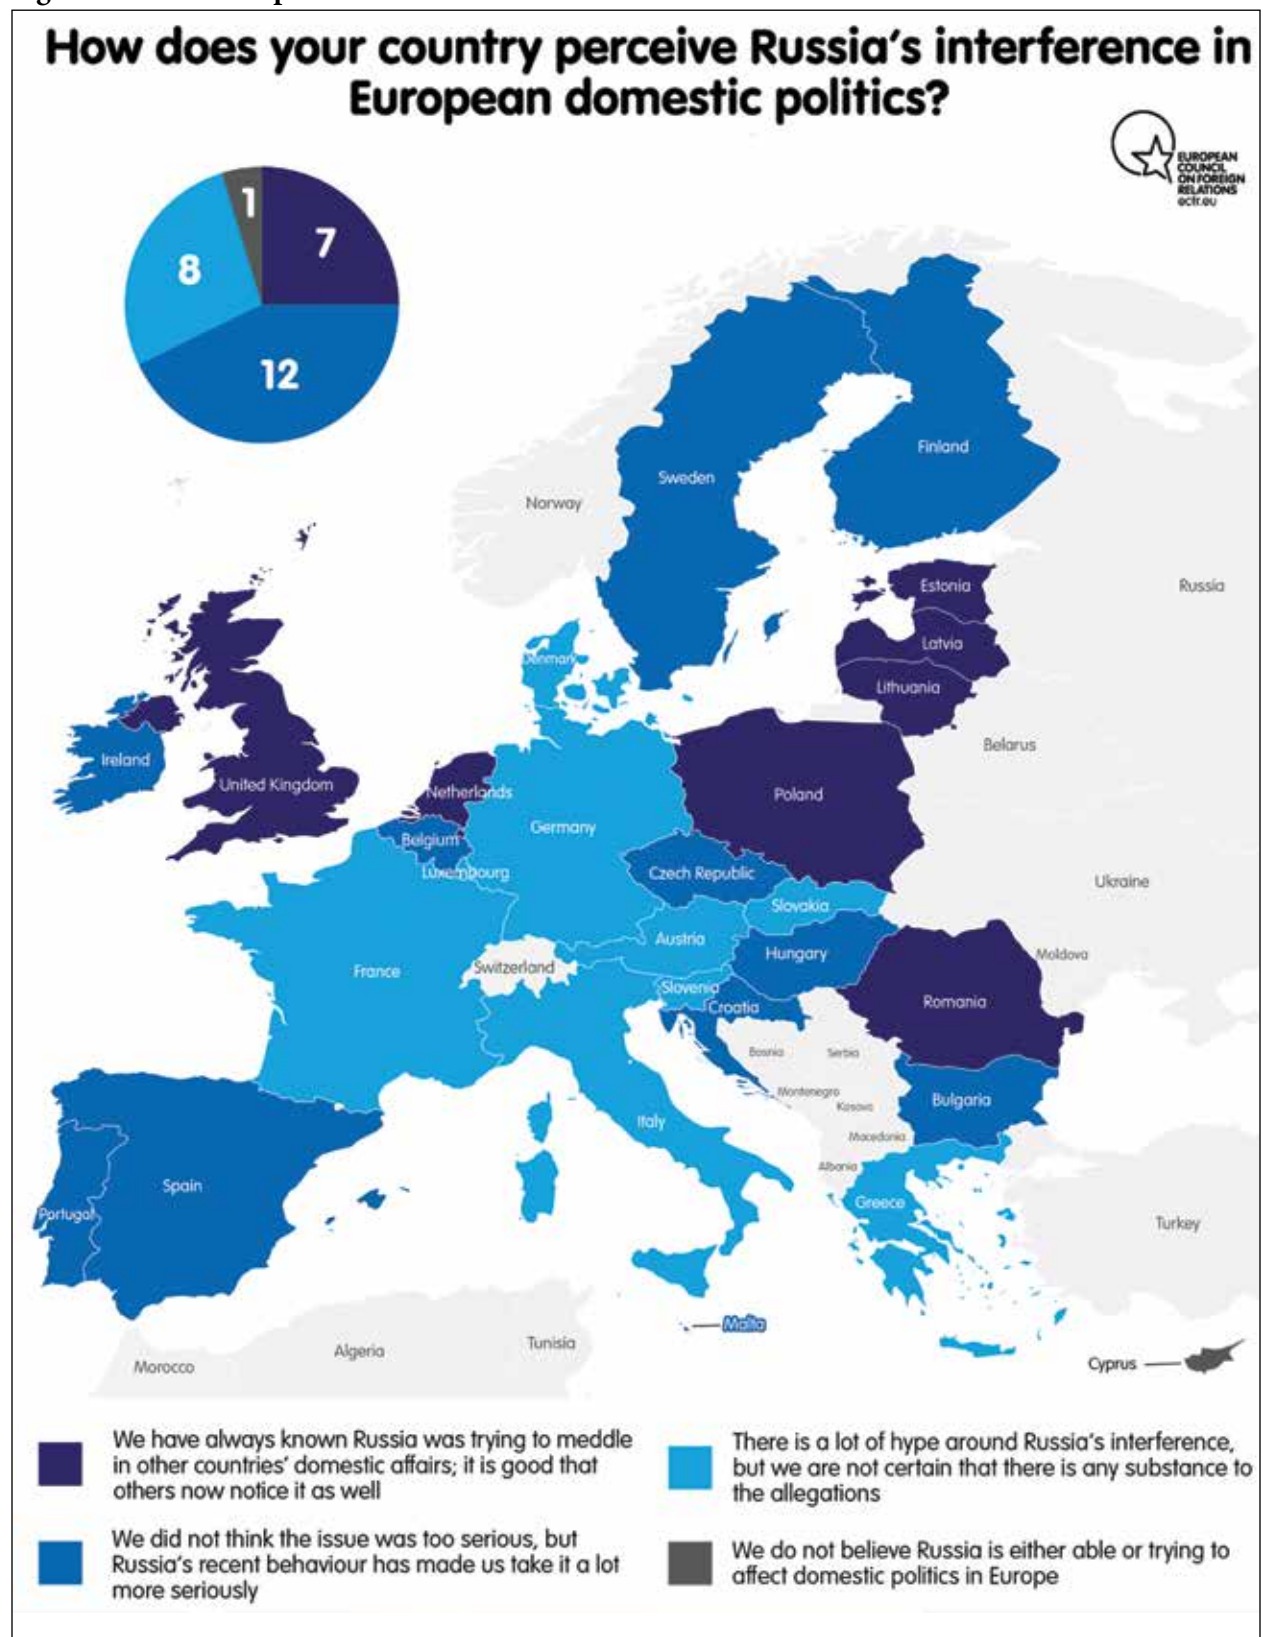 How does your country perceive Russia's interference in
European domestic politics?
EUROPEAN
COUNCIL
ON FOREIGN
RELATIONS
ecfr.eu
1
7
8
12
Finland
Sweden
Norway
Estonia
Russia
Latvia
Denmark
Lithuania
Belarus
Ireland
United Kingdom
Netherlands
Poland
Germany
Belgium
Luxembourg
Czech Republic
Ukraine
Slovakia
Austria
Hungary
Moldova
France
Switzerland
Slovenia
Romania
Croatia
Bosnia
Serbia
Montenegro
Kosovo
Bulgaria
Italy
Macedonia
Albania
Spain
Greece
Portugal
Turkey
Malta
Tunisia
Algeria
Morocco
Cyprus
We have always known Russia was trying to meddle
in other countries' domestic affairs; it is good that
others now notice it as well
There is a lot of hype around Russia's interference,
but we are not certain that there is any substance to
the allegations
We did not think the issue was too serious, but
Russia's recent behaviour has made us take it a lot
more seriously
We do not believe Russia is either able or trying to
affect domestic politics in Europe